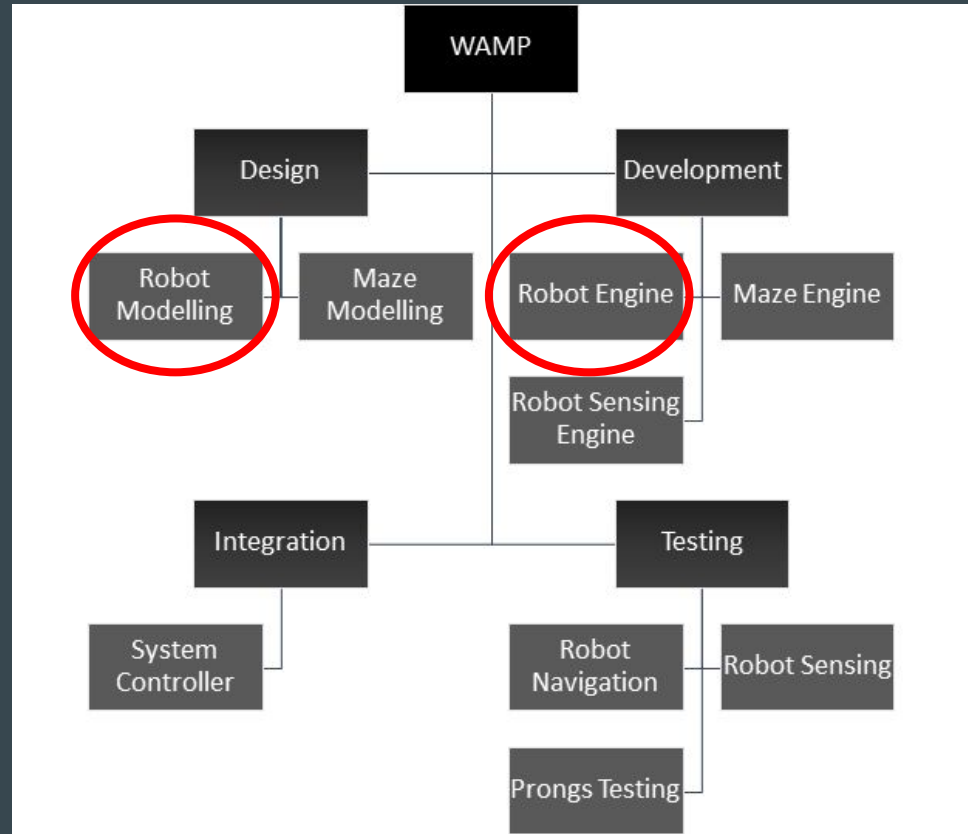 WAMP
Design
Development
Robot
Modelling
Maze
Modelling
Robot Engine
Maze Engine
Robot Sensing
Engine
Integration
Testing
System
Controller
Robot
Navigation
Robot Sensing
Prongs Testing